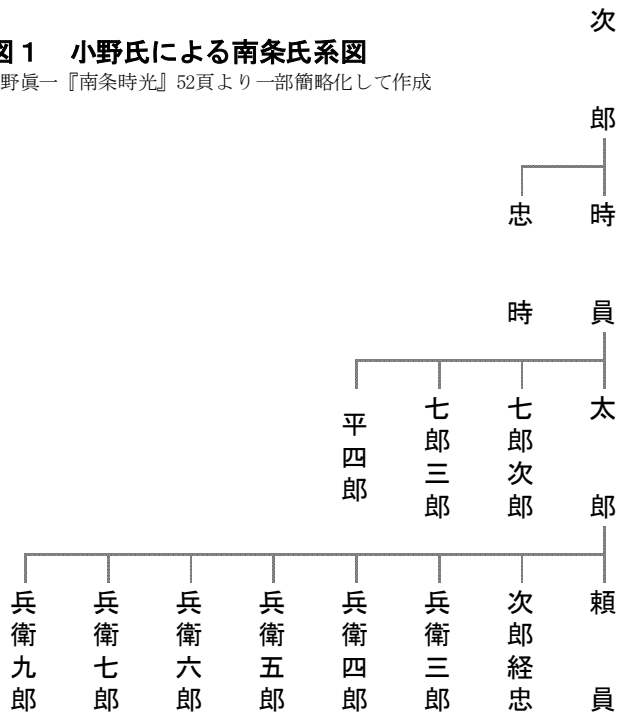 図1 小野氏による南条氏系図
野眞一『南条時光』52頁より一部簡略化して作成
次郎
時員
忠時
太郎
七郎次郎
七郎三郎
平四郎
頼員
次郎経忠
兵衛三郎
兵衛四郎
兵衛五郎
兵衛六郎
兵衛七郎
兵衛九郎